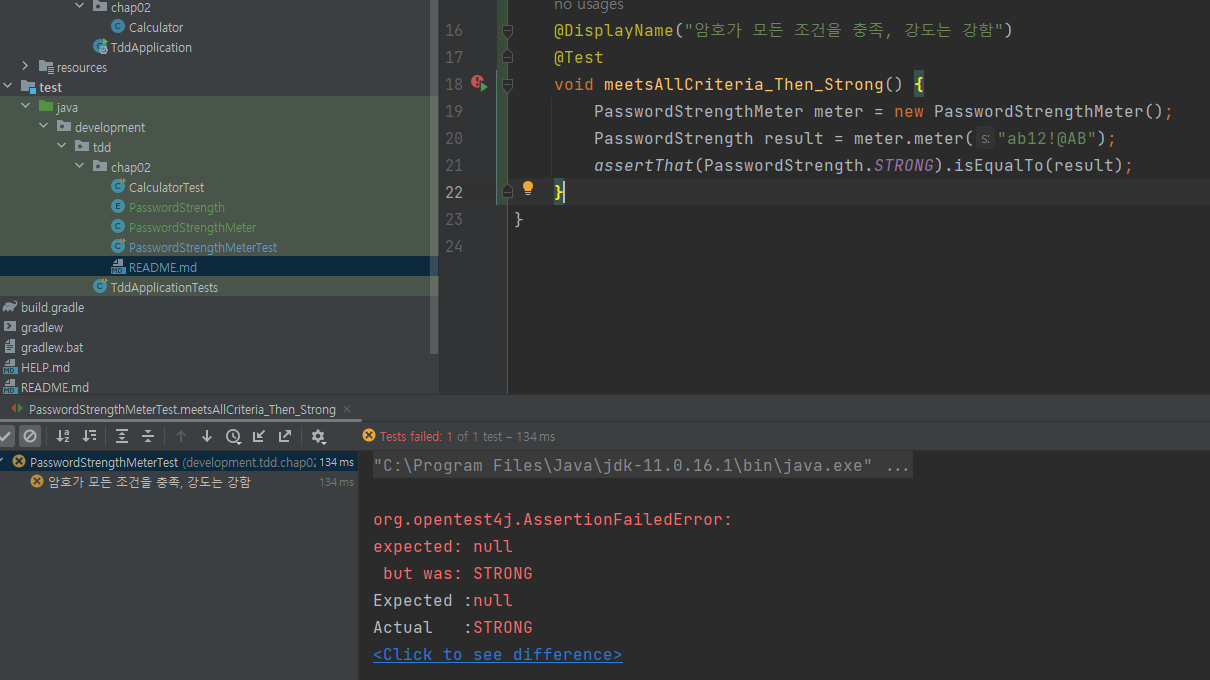 chap02
Calculator
TddApplication
resources
test
java
development
tdd
chap02
CalculatorTest
PasswordStrength
PasswordStrengthMeter
PasswordStrengthMeterTest
README.md
TddApplicationTests
build.gradle
gradlew
gradlew.bat
HELP.md
README.md
no usages
16 @DisplayName("암호가 모든 조건을 충족, 강도는 강함")
17 @Test
18 void meetsAllCriteria_Then_Strong() {
19 PasswordStrengthMeter meter = new PasswordStrengthMeter();
20 PasswordStrength result = meter.meter( s: "ab12!@AB");
21 assertThat(PasswordStrength.STRONG).isEqualTo(result);
22 }
23 }
24
PasswordStrengthMeterTest.meetsAllCriteria_Then_Strong
Tests failed: 1 of 1 test – 134 ms
PasswordStrengthMeterTest (development.tdd.chap02 134 ms
암호가 모든 조건을 충족, 강도는 강함 134 ms
"C:\Program Files\Java\jdk-11.0.16.1\bin\java.exe" ...
org.opentest4j.AssertionFailedError:
expected: null
but was: STRONG
Expected :null
Actual :STRONG
<Click to see difference>